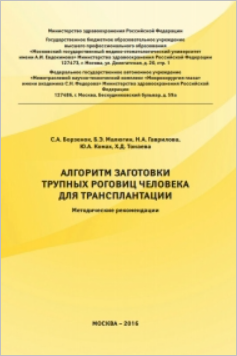 Министерство здравоохранения Российской Федерации
Государственное бюджетное образовательное учреждение
высшего профессионального образования
«Московский государственный медико-стоматологический университет
имени А.И. Евдокимова» Министерства здравоохранения Российской Федерации
127473, г. Москва, ул. Делегатская, д. 20, стр. 1
Федеральное государственное автономное учреждение
«Межотраслевой научно-технический комплекс «Микрохирургия глаза»
имени академика С.Н. Федорова» Министерства здравоохранения Российской
Федерации
127486, г. Москва, Бескудниковский бульвар, д. 59а
С.А. Борзенок, Б.Э. Малюгин, Н.А. Гаврилова,
Ю.А. Комах, Х.Д. Тонаева
АЛГОРИТМ ЗАГОТОВКИ
ТРУПНЫХ РОГОВИЦ ЧЕЛОВЕКА
ДЛЯ ТРАНСПЛАНТАЦИИ
Методические рекомендации
МОСКВА – 2016